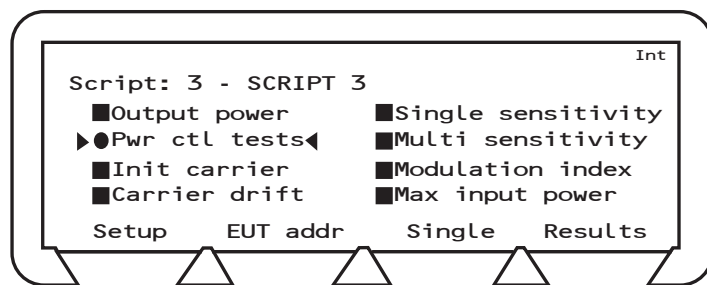 Int
Script: 3 - SCRIPT 3
Output power
Single sensitivity
Pwr ctl tests
Multi sensitivity
Init carrier
Modulation index
Carrier drift
Max input power
Setup EUT addr Single Results